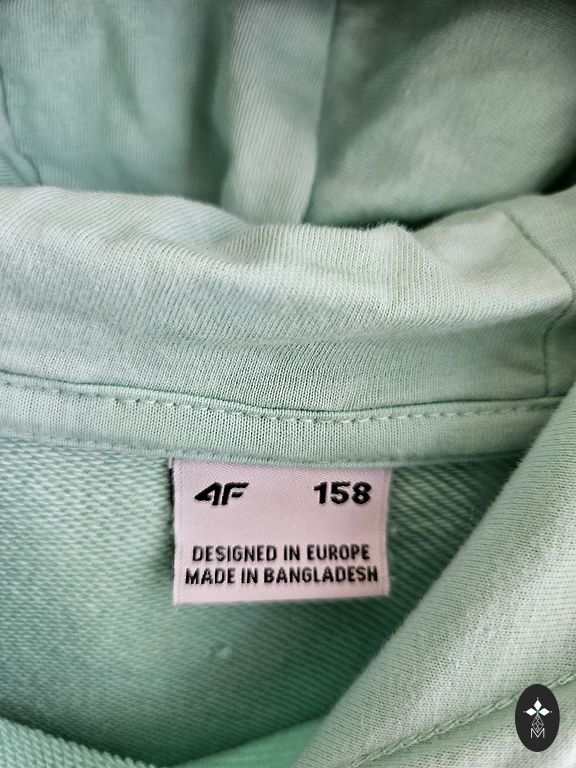 4F 158
DESIGNED IN EUROPE
MADE IN BANGLADESH